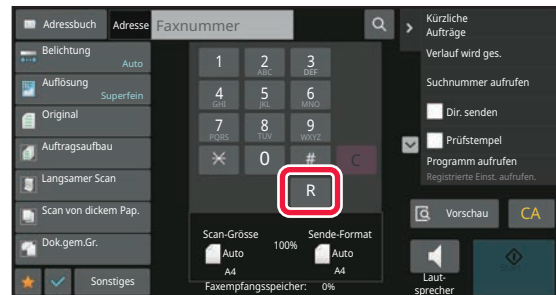 Adressbuch
Adresse
Faxnummer
Kürzliche
Aufträge
Belichtung
Auto
Auflösung
Superfein
Original
Auftragsaufbau
Langsamer Scan
Scan von dickem Pap.
Dok.gem.Gr.
Sonstiges
1
2
ABC
3
DEF
4
GHI
5
JKL
6
MNO
7
PQRS
8
TUV
9
WXYZ
0
#
C
R
Scan-Grösse
100%
Sende-Format
Auto
A4
Auto
A4
Faxempfangsspeicher: 0%
Verlauf wird ges.
Suchnummer aufrufen
Dir. senden
Prüfstempel
Programm aufrufen
Registrierte Einst. aufrufen.
Vorschau
CA
Laut-
sprecher